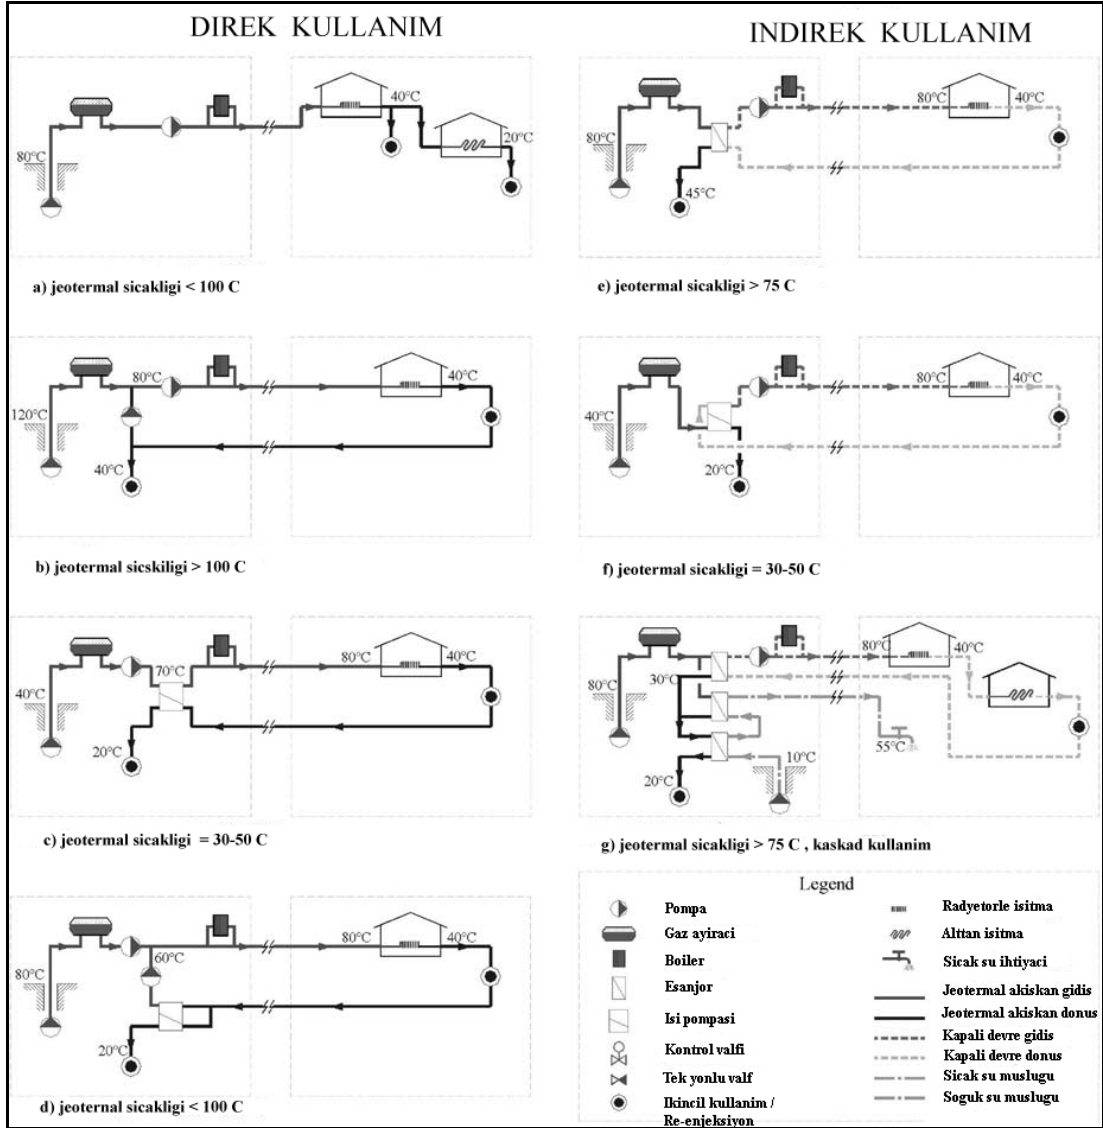 DIREK KULLANIM
80°C
40°C
20°C
a) jeotermal sicakligi < 100 C
120°C
80°C
40°C
40°C
b) jeotermal sicskiligi > 100 C
40°C
70°C
20°C
80°C
40°C
c) jeotermal sicakligi = 30-50 C
80°C
60°C
20°C
80°C
40°C
d) jeoternal sicakligi < 100 C
INDIREK KULLANIM
80°C
45°C
80°C
40°C
e) jeotermal sicakligi > 75 C
40°C
20°C
80°C
40°C
f) jeotermal sicakligi = 30-50 C
80°C
30°C
20°C
10°C
80°C
40°C
55°C
g) jeotermal sicakligi > 75 C , kaskad kullanim
Legend
Pompa
Gaz ayiraci
Boiler
Esanjor
Isi pompasi
Kontrol valfi
Tek yonlu valf
Ikincil kullanim /
Re-enjeksiyon
Radyetorle isitma
Alttan isitma
Sicak su ihtiyaci
Jeotermal akiskan gidis
Jeotermal akiskan donus
Kapali devre gidis
Kapali devre donus
Sicak su muslugu
Soguk su muslugu